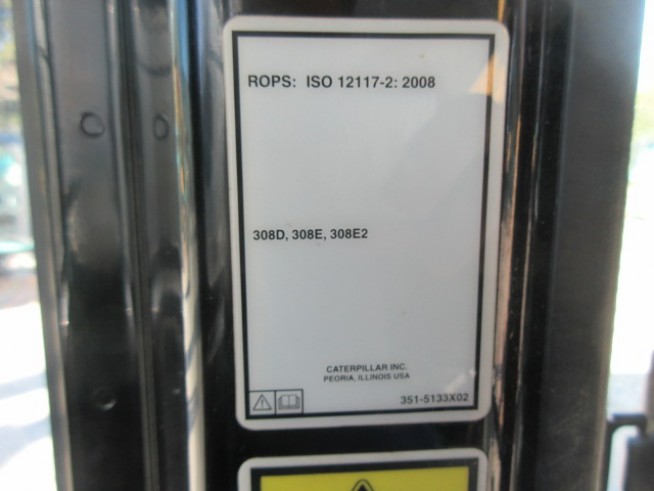 ROPS: ISO 12117-2: 2008
308D, 308E, 308E2
CATERPILLAR INC.
PEORIA, ILLINOIS USA
351-5133X02